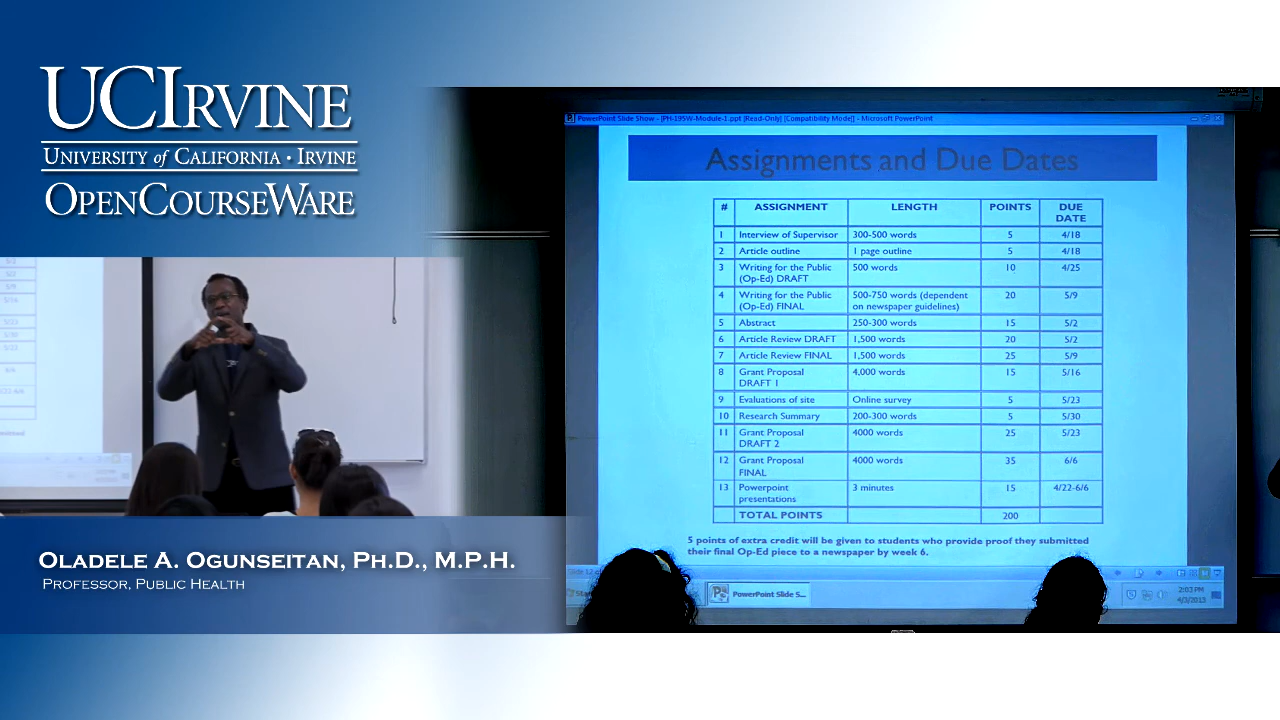 UCIRVINE
UNIVERSITY of CALIFORNIA · IRVINE
OPENCOURSEWARE
PowerPoint Slide Show - [PH-195W-Module-1.ppt [Read-Only] [Compatibility Mode]] - Microsoft PowerPoint
Assignments and Due Dates
# ASSIGNMENT LENGTH POINTS DUE DATE
1 Interview of Supervisor 300-500 words 5 4/18
2 Article outline 1 page outline 5 4/18
3 Writing for the Public (Op-Ed) DRAFT 500 words 10 4/25
4 Writing for the Public (Op-Ed) FINAL 500-750 words (dependent on newspaper guidelines) 20 5/9
5 Abstract 250-300 words 15 5/2
6 Article Review DRAFT 1,500 words 20 5/2
7 Article Review FINAL 1,500 words 25 5/9
8 Grant Proposal DRAFT 1 4,000 words 15 5/16
9 Evaluations of site Online survey 5 5/23
10 Research Summary 200-300 words 5 5/30
11 Grant Proposal DRAFT 2 4000 words 25 5/23
12 Grant Proposal FINAL 4000 words 35 6/6
13 Powerpoint presentations 3 minutes 15 4/22-6/6
TOTAL POINTS 200
5 points of extra credit will be given to students who provide proof they submitted
their final Op-Ed piece to a newspaper by week 6.
PowerPoint Slide S...
2:03 PM
4/3/2013
OLADELE A. OGUNSEITAN, PH.D., M.P.H.
PROFESSOR, PUBLIC HEALTH